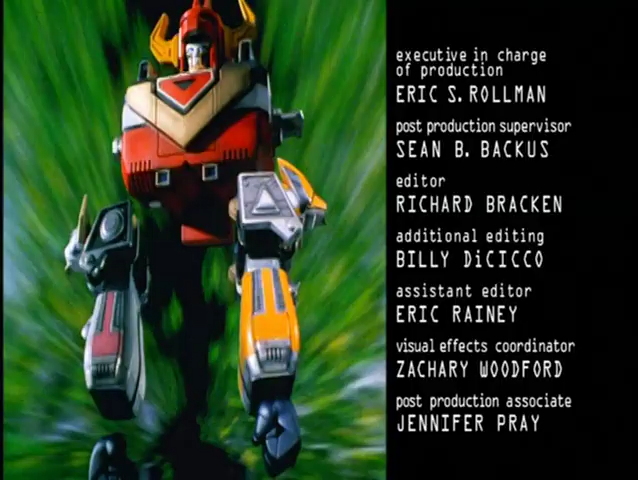 executive in charge
of production
ERIC S. ROLLMAN
post production supervisor
SEAN B. BACKUS
editor
RICHARD BRACKEN
additional editing
BILLY DiCICCO
assistant editor
ERIC RAINEY
visual effects coordinator
ZACHARY WOODFORD
post production associate
JENNIFER PRAY